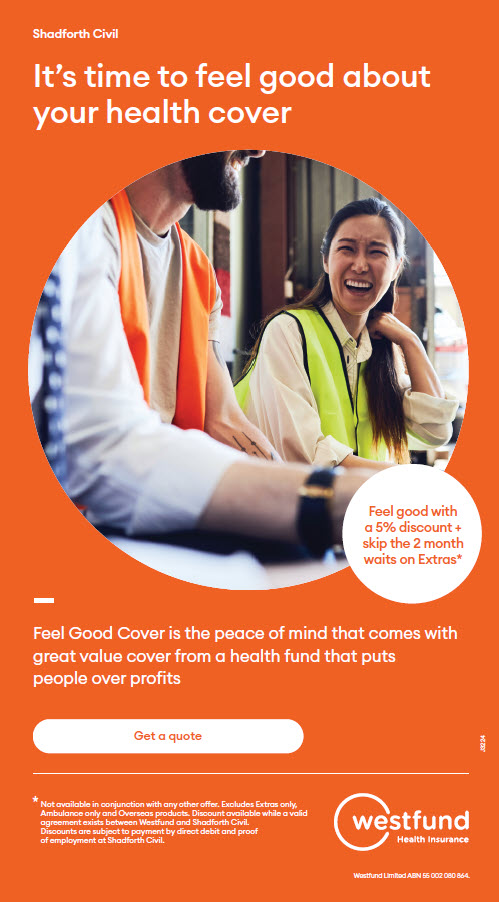 Shadforth Civil
It's time to feel good about
your health cover
Feel good with
a 5% discount +
skip the 2 month
waits on Extras*
Feel Good Cover is the peace of mind that comes with
great value cover from a health fund that puts
people over profits
Get a quote
J3224
* Not available in conjunction with any other offer. Excludes Extras only,
Ambulance only and Overseas products. Discount available while a valid
agreement exists between Westfund and Shadforth Civil.
Discounts are subject to payment by direct debit and proof
of employment at Shadforth Civil.
westfund
Health Insurance
Westfund Limited ABN 55 002 080 864.